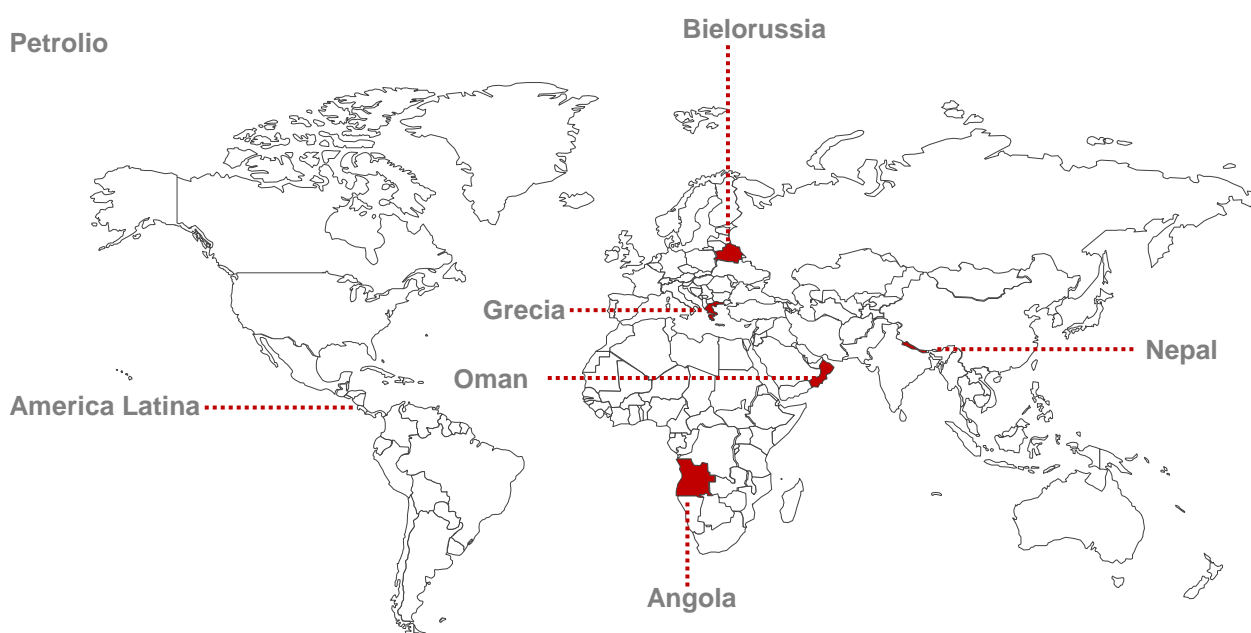 Bielorussia
Petrolio
Grecia
Nepal
Oman
America Latina
Angola